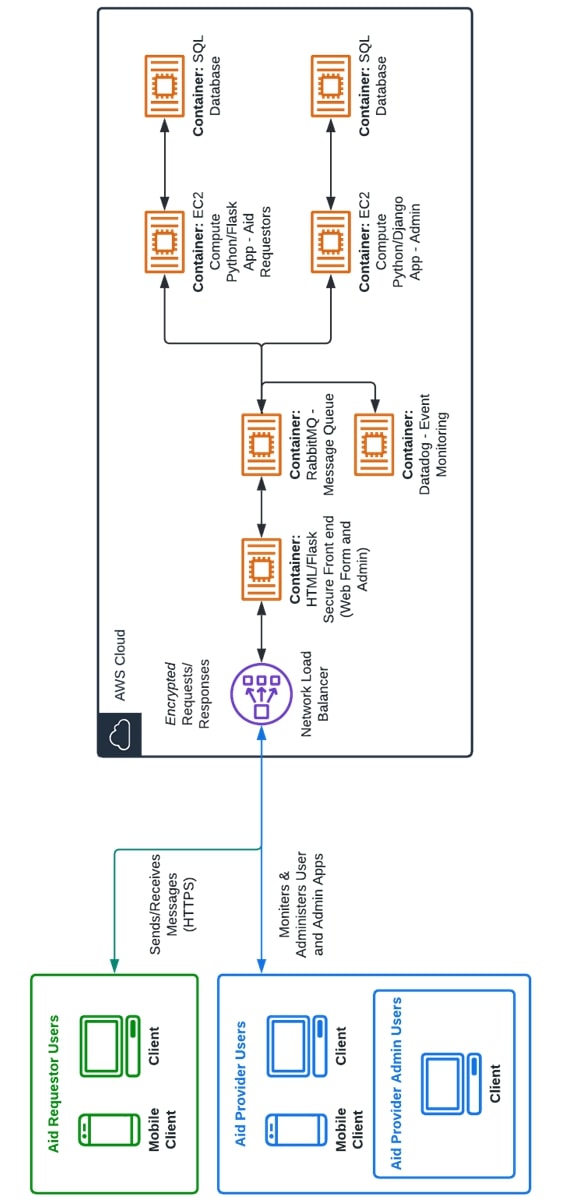 Aid Requestor Users
Mobile
Client
Client
Aid Provider Users
Mobile
Client
Client
Aid Provider Admin Users
Client
Sends/Receives
Messages
(HTTPS)
Moniters &
Administers User
and Admin Apps
AWS Cloud
Encrypted
Requests/
Responses
Network Load
Balancer
Container:
HTML/Flask
Secure Front end
(Web Form and
Admin)
Container:
RabbitMQ -
Message Queue
Container:
Datadog - Event
Monitoring
Container: EC2
Compute
Python/Flask
App - Aid
Requestors
Container: SQL
Database
Container: EC2
Compute
Python/Django
App - Admin
Container: SQL
Database